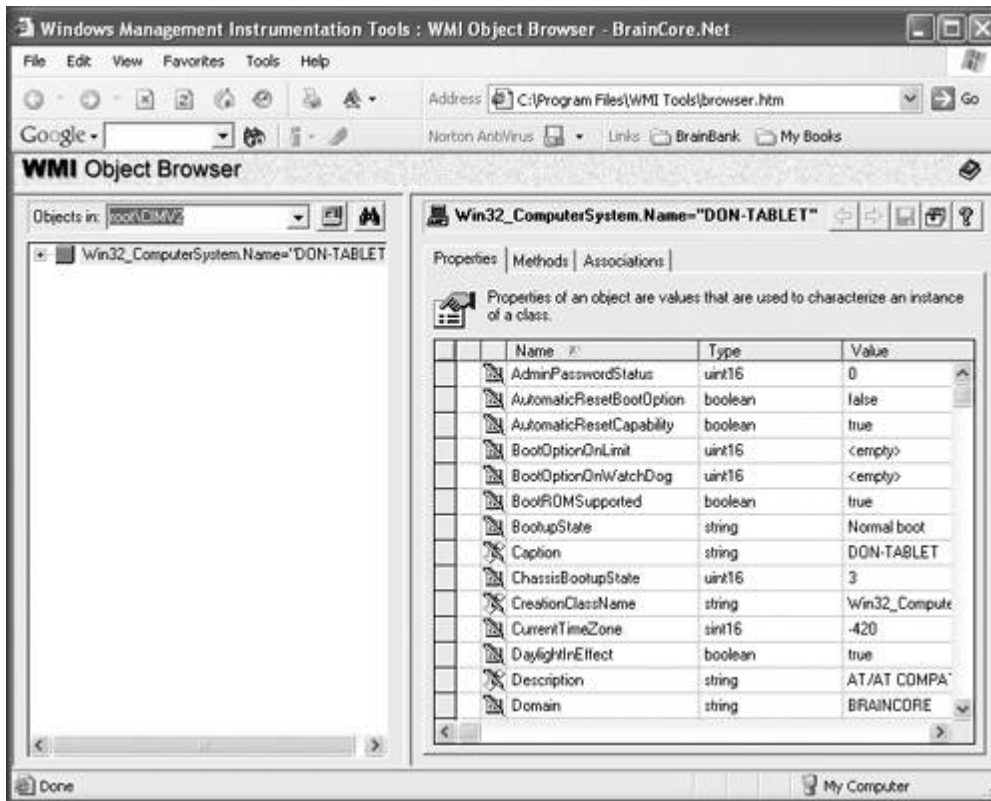 Windows Management Instrumentation Tools : WMI Object Browser - BrainCore.Net
File Edit View Favorites Tools Help
Address C:\Program Files\WMI Tools\browser.htm Go
Google Norton AntiVirus Links BrainBank My Books
WMI Object Browser
Objects in: root\CIMV2
Win32_ComputerSystem.Name="DON-TABLET
Win32_ComputerSystem.Name="DON-TABLET"
Properties Methods Associations
Properties of an object are values that are used to characterize an instance
of a class.
Name Type Value
AdminPasswordStatus uint16 0
AutomaticResetBootOption boolean false
AutomaticResetCapability boolean true
BootOptionOnLimit uint16 <empty>
BootOptionOnWatchDog uint16 <empty>
BootROMSupported boolean true
BootupState string Normal boot
Caption string DON-TABLET
ChassisBootupState uint16 3
CreationClassName string Win32_Compute
CurrentTimeZone sint16 -420
DaylightInEffect boolean true
Description string AT/AT COMPAT
Domain string BRAINCORE
Done My Computer